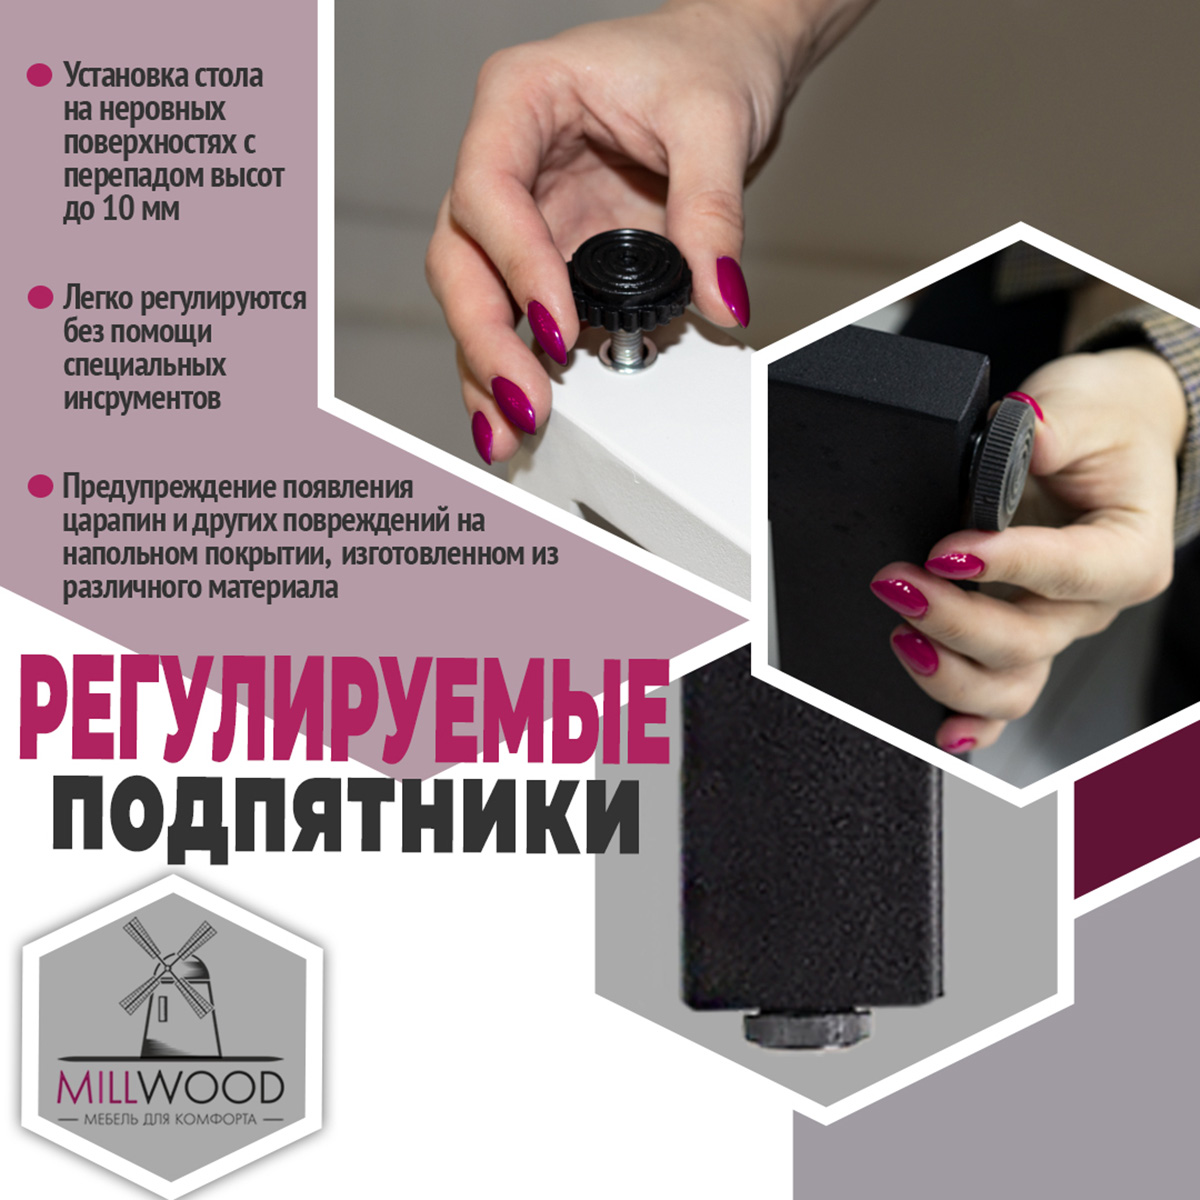 Установка стола
на неровных
поверхностях с
перепадом высот
до 10 мм
Легко регулируются
без помощи
специальных
инсрументов
Предупреждение появления
царапин и других повреждений на
напольном покрытии, изготовленном из
различного материала
РЕГУЛИРУЕМЫЕ
ПОДПЯТНИКИ
MILLWOOD
— МЕБЕЛЬ ДЛЯ КОМФОРТА —